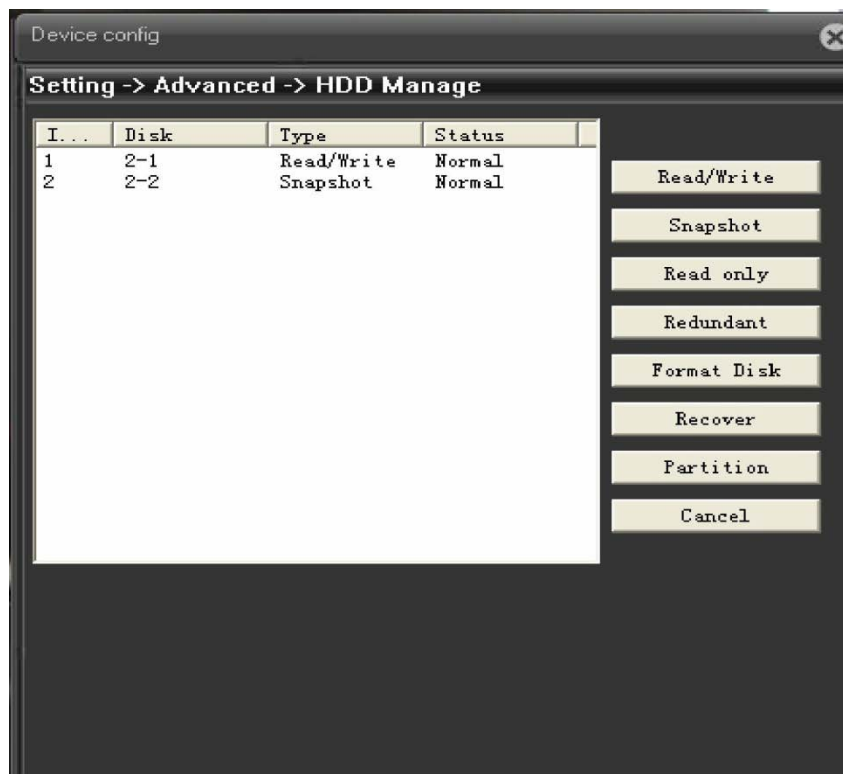 Device config
Setting -> Advanced -> HDD Manage
I... Disk Type Status
1 2-1 Read/Write Normal
2 2-2 Snapshot Normal
Read/Write
Snapshot
Read only
Redundant
Format Disk
Recover
Partition
Cancel